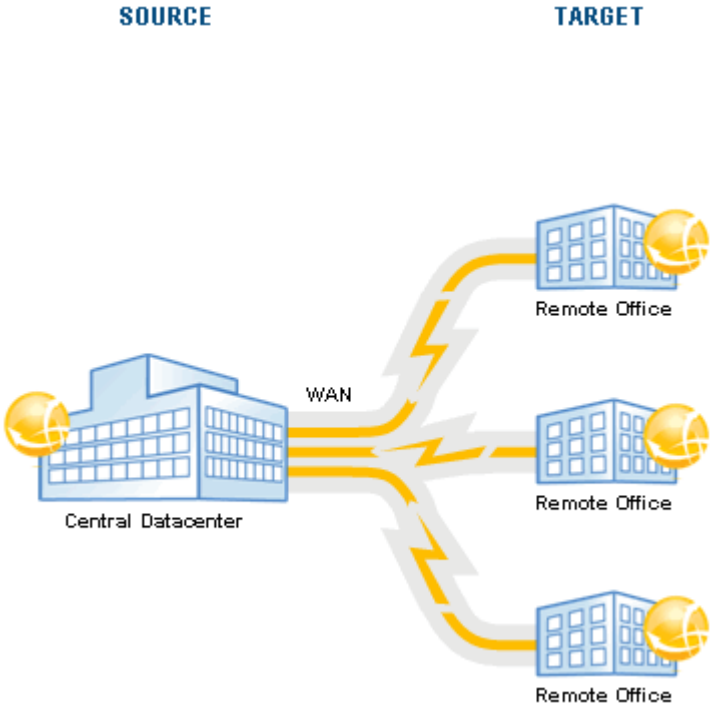 SOURCE
TARGET
Remote Office
WAN
Remote Office
Central Datacenter
Remote Office